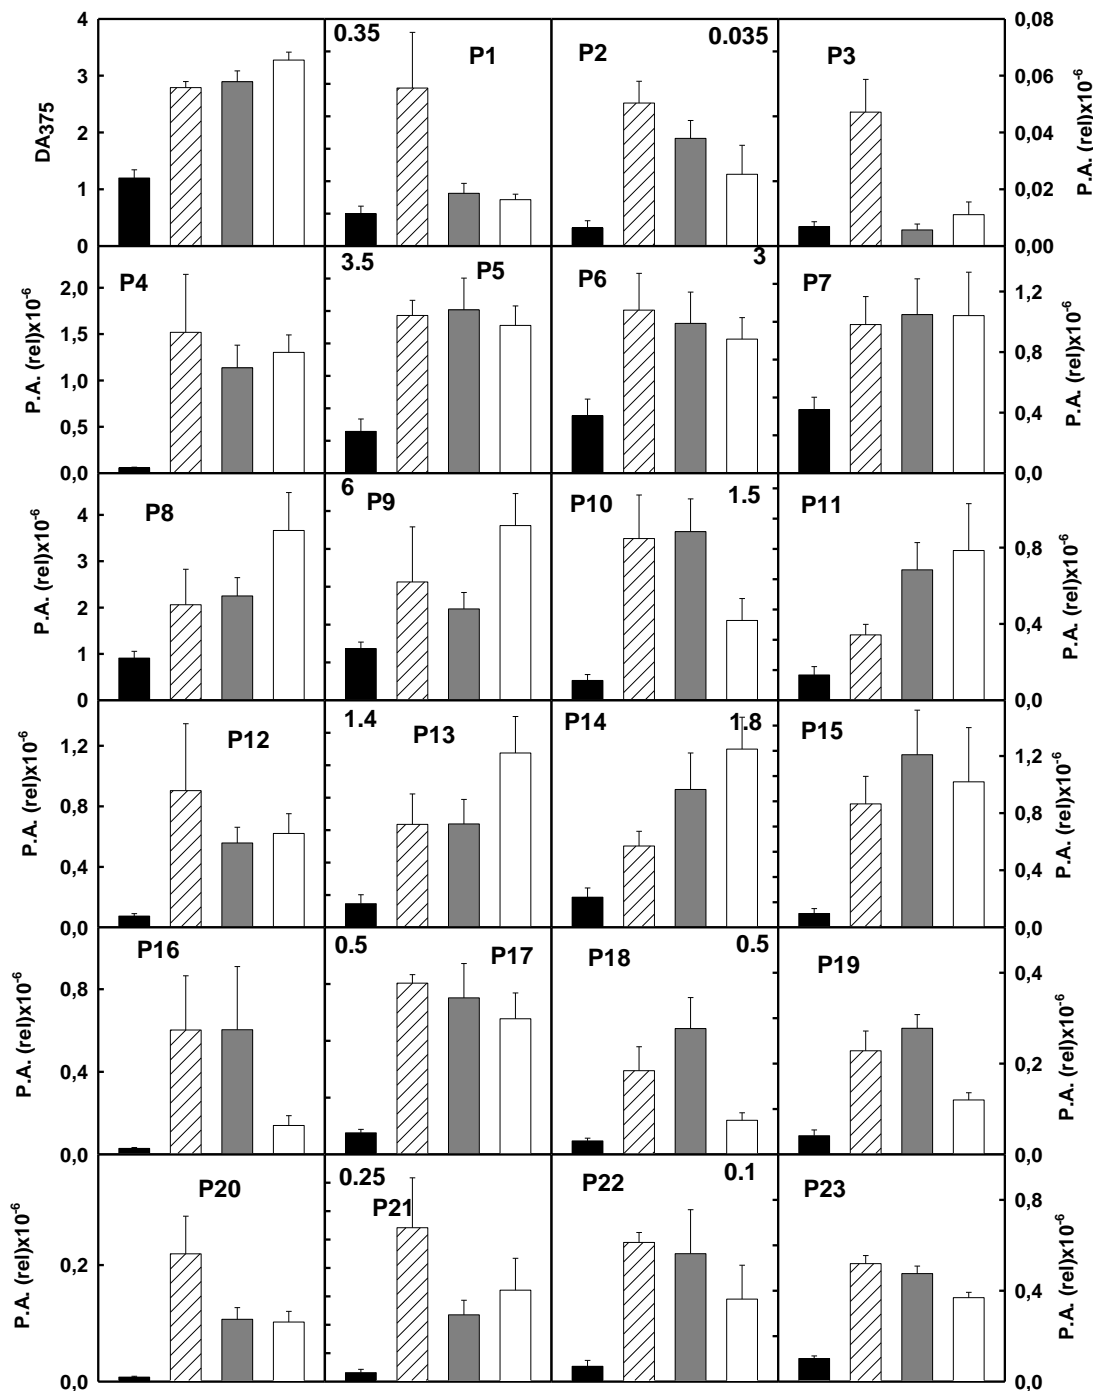 4
3
2
1
0
DA375
0.35
P1
P2
0.035
P3
0,08
0,06
0,04
0,02
0,00
P.A. (rel)x10-6
P4
2,0
1,5
1,0
0,5
0,0
P.A. (rel)x10-6
3.5
P5
P6
3
P7
1,2
0,8
0,4
0,0
P.A. (rel)x10-6
P8
4
3
2
1
0
P.A. (rel)x10-6
6
P9
P10
1.5
P11
0,8
0,4
0,0
P.A. (rel)x10-6
P12
1,2
0,8
0,4
0,0
P.A. (rel)x10-6
1.4
P13
P14
1.8
P15
1,2
0,8
0,4
0,0
P.A. (rel)x10-6
P16
0,8
0,4
0,0
P.A. (rel)x10-6
0.5
P17
P18
0.5
P19
0,4
0,2
0,0
P.A. (rel)x10-6
P20
0,2
0,0
P.A. (rel)x10-6
0.25
P21
P22
0.1
P23
0,8
0,4
0,0
P.A. (rel)x10-6